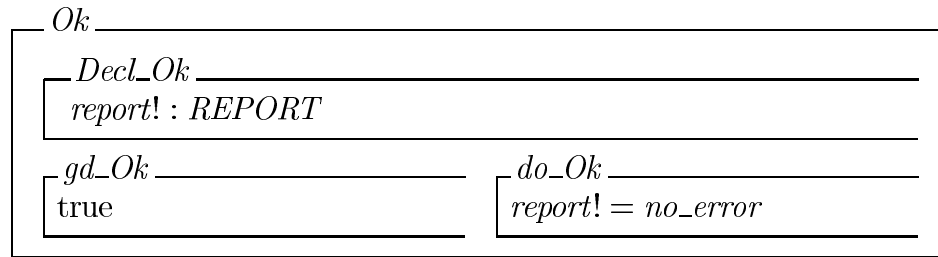 Ok
Decl_Ok
report! : REPORT
gd_Ok
true
do_Ok
report! = no_error